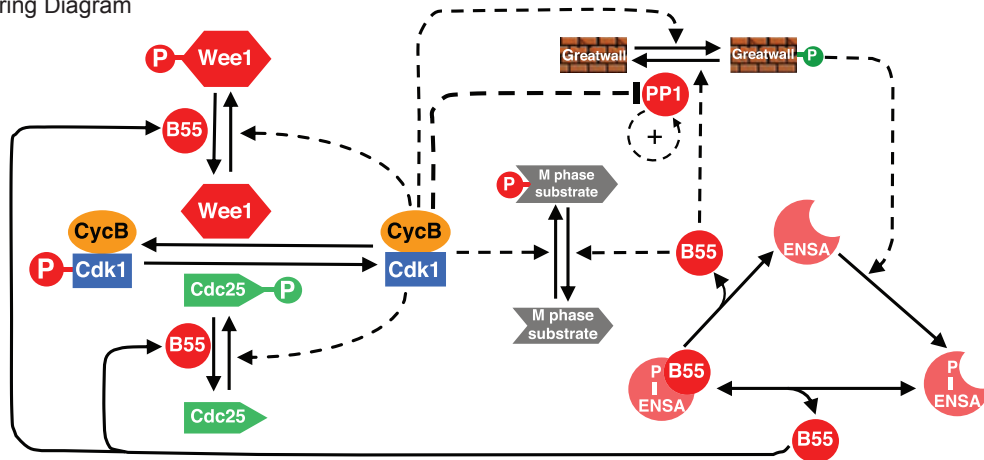 ring Diagram
P
Wee1
B55
Wee1
CycB
P
Cdk1
CycB
Cdk1
Cdc25
P
B55
Cdc25
Greatwall
Greatwall
P
PP1
+
P
M phase
substrate
M phase
substrate
B55
ENSA
P
B55
ENSA
P
ENSA
B55